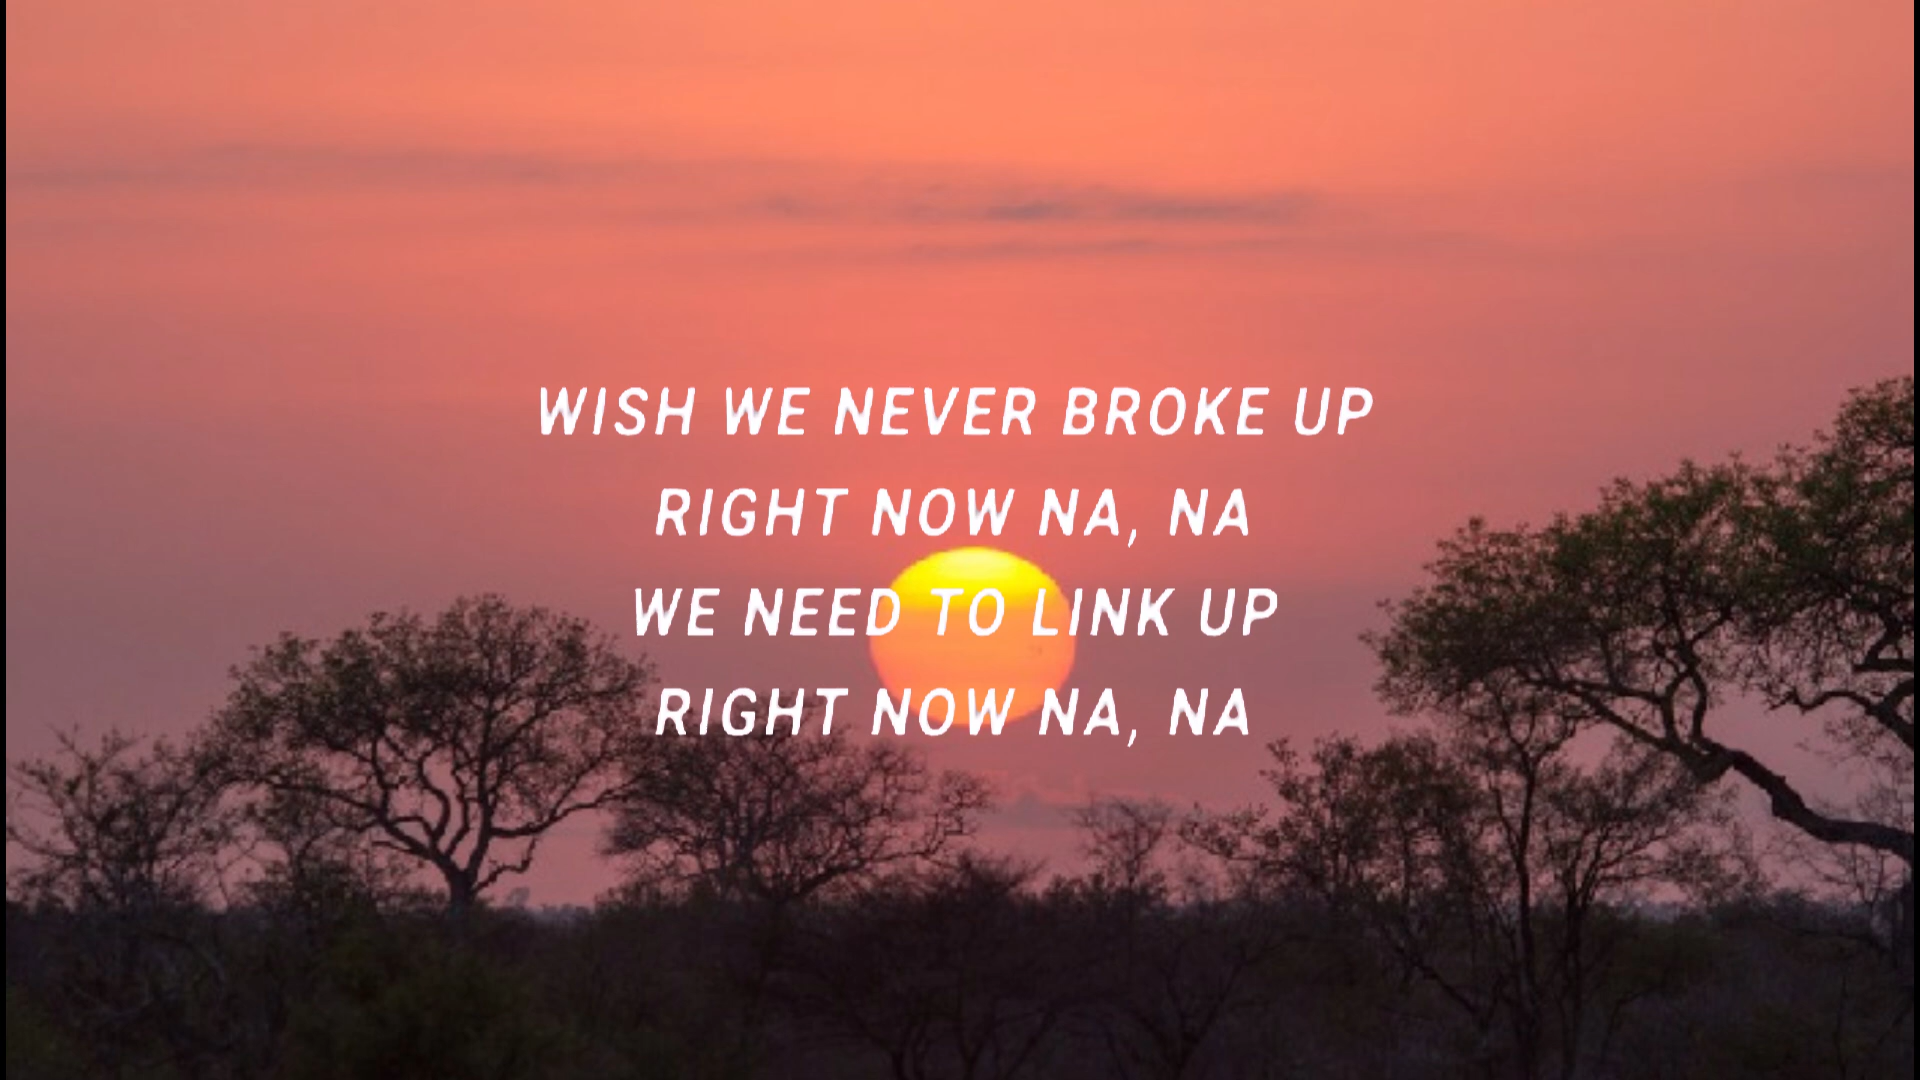 WISH WE NEVER BROKE UP
RIGHT NOW NA, NA
WE NEED TO LINK UP
RIGHT NOW NA, NA